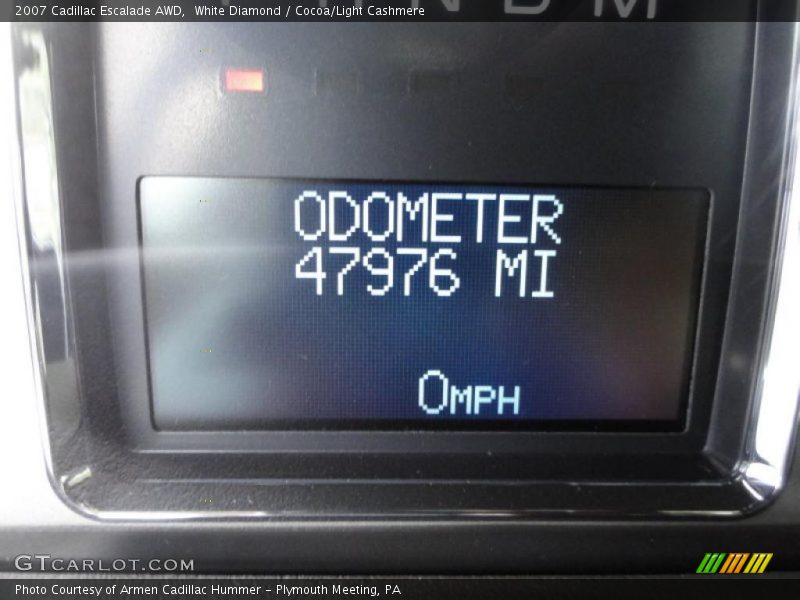 2007 Cadillac Escalade AWD,  White Diamond / Cocoa/Light Cashmere
N D M
ODOMETER
47976 MI
0MPH
GTCARLOT.COM
Photo Courtesy of Armen Cadillac Hummer - Plymouth Meeting, PA